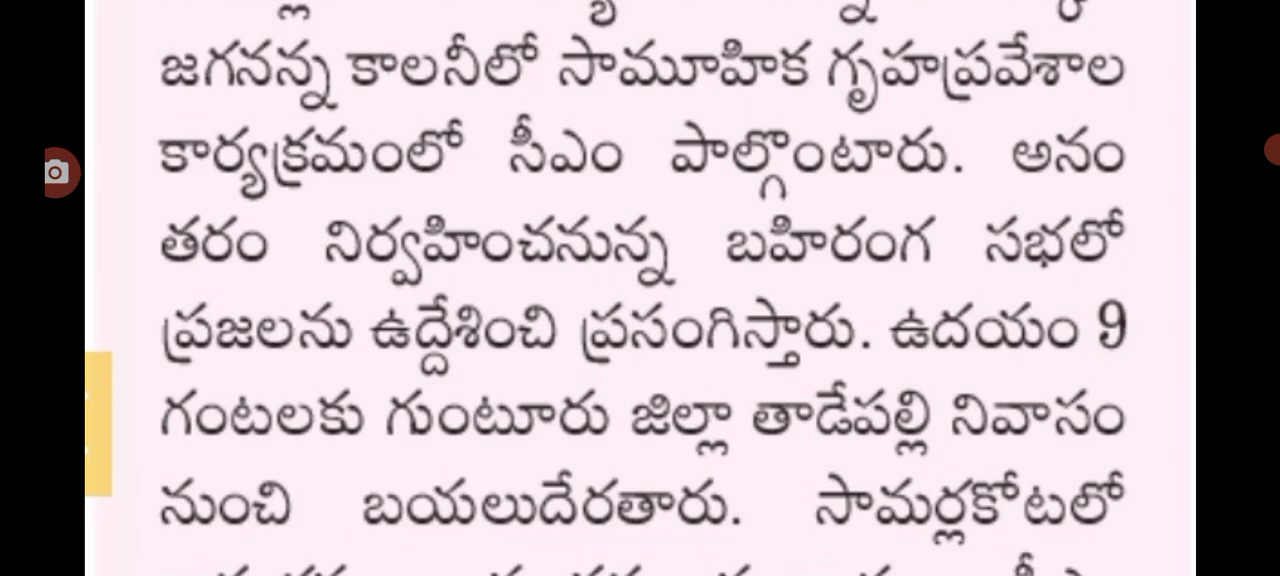 జగనన్న కాలనీలో సామూహిక గృహప్రవేశాల
కార్యక్రమంలో సీఎం పాల్గొంటారు. అనం
తరం నిర్వహించనున్న బహిరంగ సభలో
ప్రజలను ఉద్దేశించి ప్రసంగిస్తారు. ఉదయం 9
గంటలకు గుంటూరు జిల్లా తాడేపల్లి నివాసం
నుంచి బయలుదేరతారు. సామర్లకోటలో